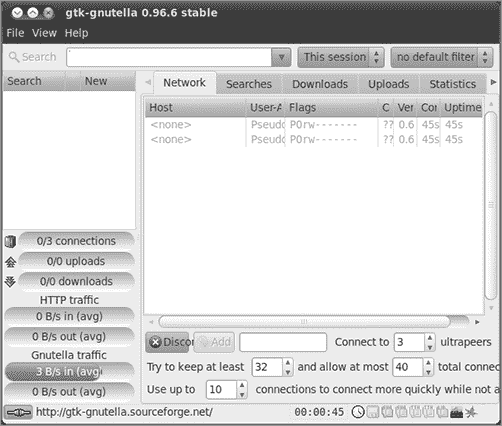 gtk-gnutella 0.96.6 stable
File View Help
Search This session no default filter
Search New
Network Searches Downloads Uploads Statistics
Host User-A Flags C Ver Cor Uptime
<none> Pseudo P0rw------- ?? 0.6 45s 45s
<none> Pseudo P0rw------- ?? 0.6 45s 45s
0/3 connections
0/0 uploads
0/0 downloads
HTTP traffic
0 B/s in (avg)
0 B/s out (avg)
Gnutella traffic
3 B/s in (avg)
0 B/s out (avg)
Discor Add Connect to 3 ultrapeers
Try to keep at least 32 and allow at most 40 total connec
Use up to 10 connections to connect more quickly while not a
http://gtk-gnutella.sourceforge.net/ 00:00:45